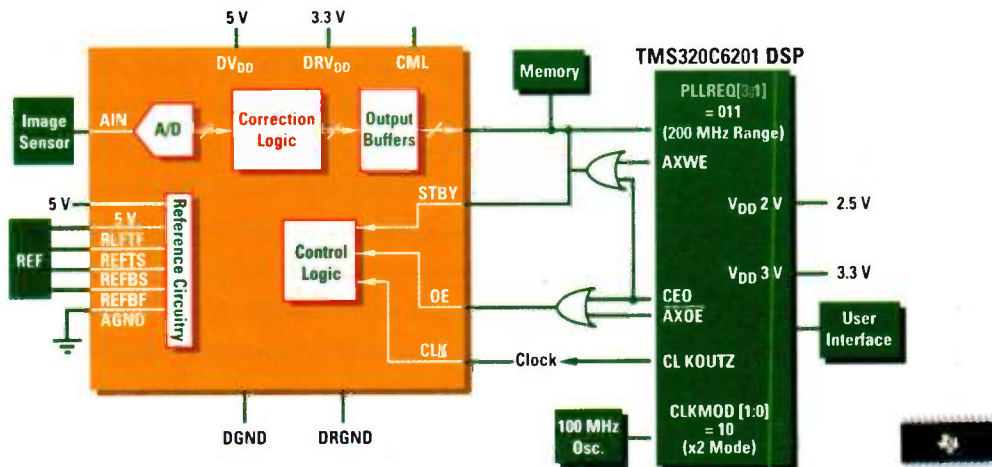 5 V
3.3 V
DVDD
DRVDD
CML
Memory
TMS320C6201 DSP
Image
Sensor
AIN
A/D
Correction
Logic
Output
Buffers
PLLREQ[3:1]
= 011
(200 MHz Range)
AXWE
STBY
5 V
5 V
RLFTF
REFTS
REFBS
REFBF
AGND
REF
Reference Circuitry
Control
Logic
VDD 2 V
2.5 V
VDD 3 V
3.3 V
OE
CEO
AXOE
User
Interface
CLK
Clock
CL KOUTZ
CLKMOD [1:0]
= 10
(x2 Mode)
100 MHz
Osc.
DGND
DRGND